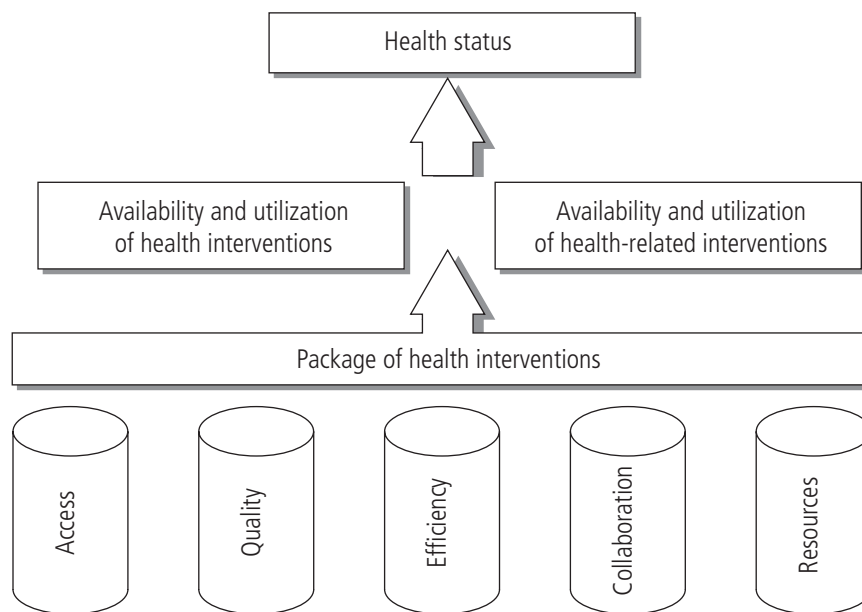 Health status
Availability and utilization
of health interventions
Availability and utilization
of health-related interventions
Package of health interventions
Access
Quality
Efficiency
Collaboration
Resources